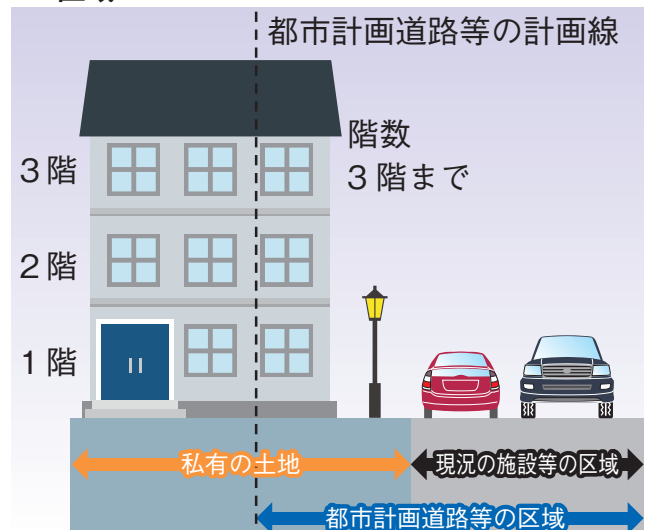 都市計画道路等の計画線
階数
3階まで
3階
2階
1階
私有の土地
現況の施設等の区域
都市計画道路等の区域